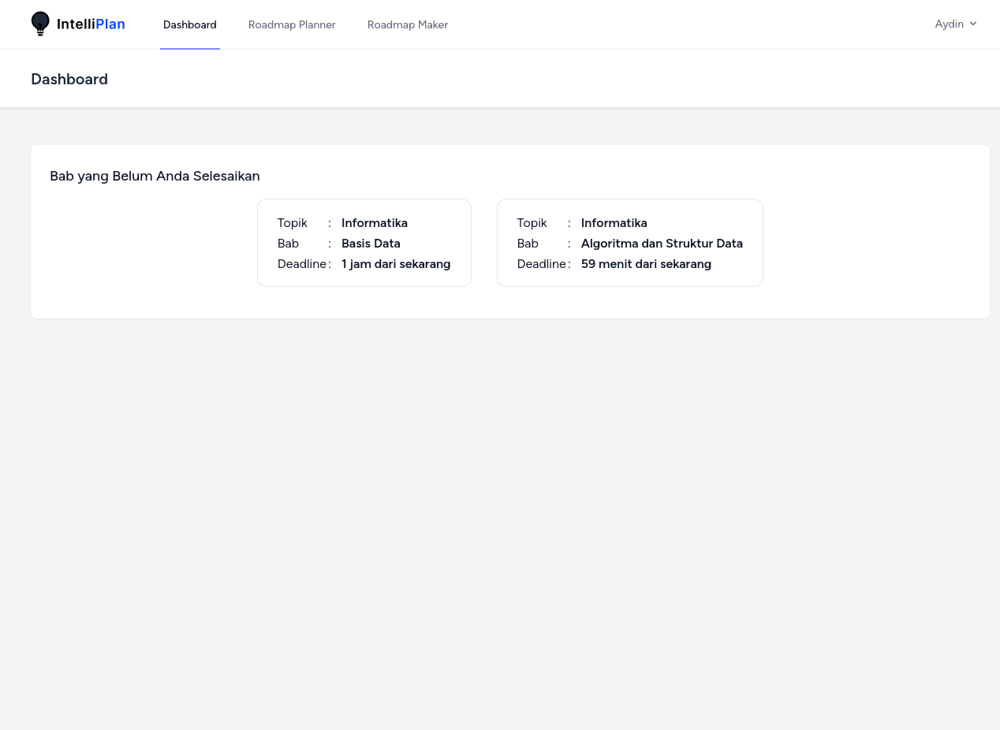 IntelliPlan
Dashboard
Roadmap Planner
Roadmap Maker
Aydin
Dashboard
Bab yang Belum Anda Selesaikan
Topik : Informatika
Bab : Basis Data
Deadline : 1 jam dari sekarang
Topik : Informatika
Bab : Algoritma dan Struktur Data
Deadline : 59 menit dari sekarang